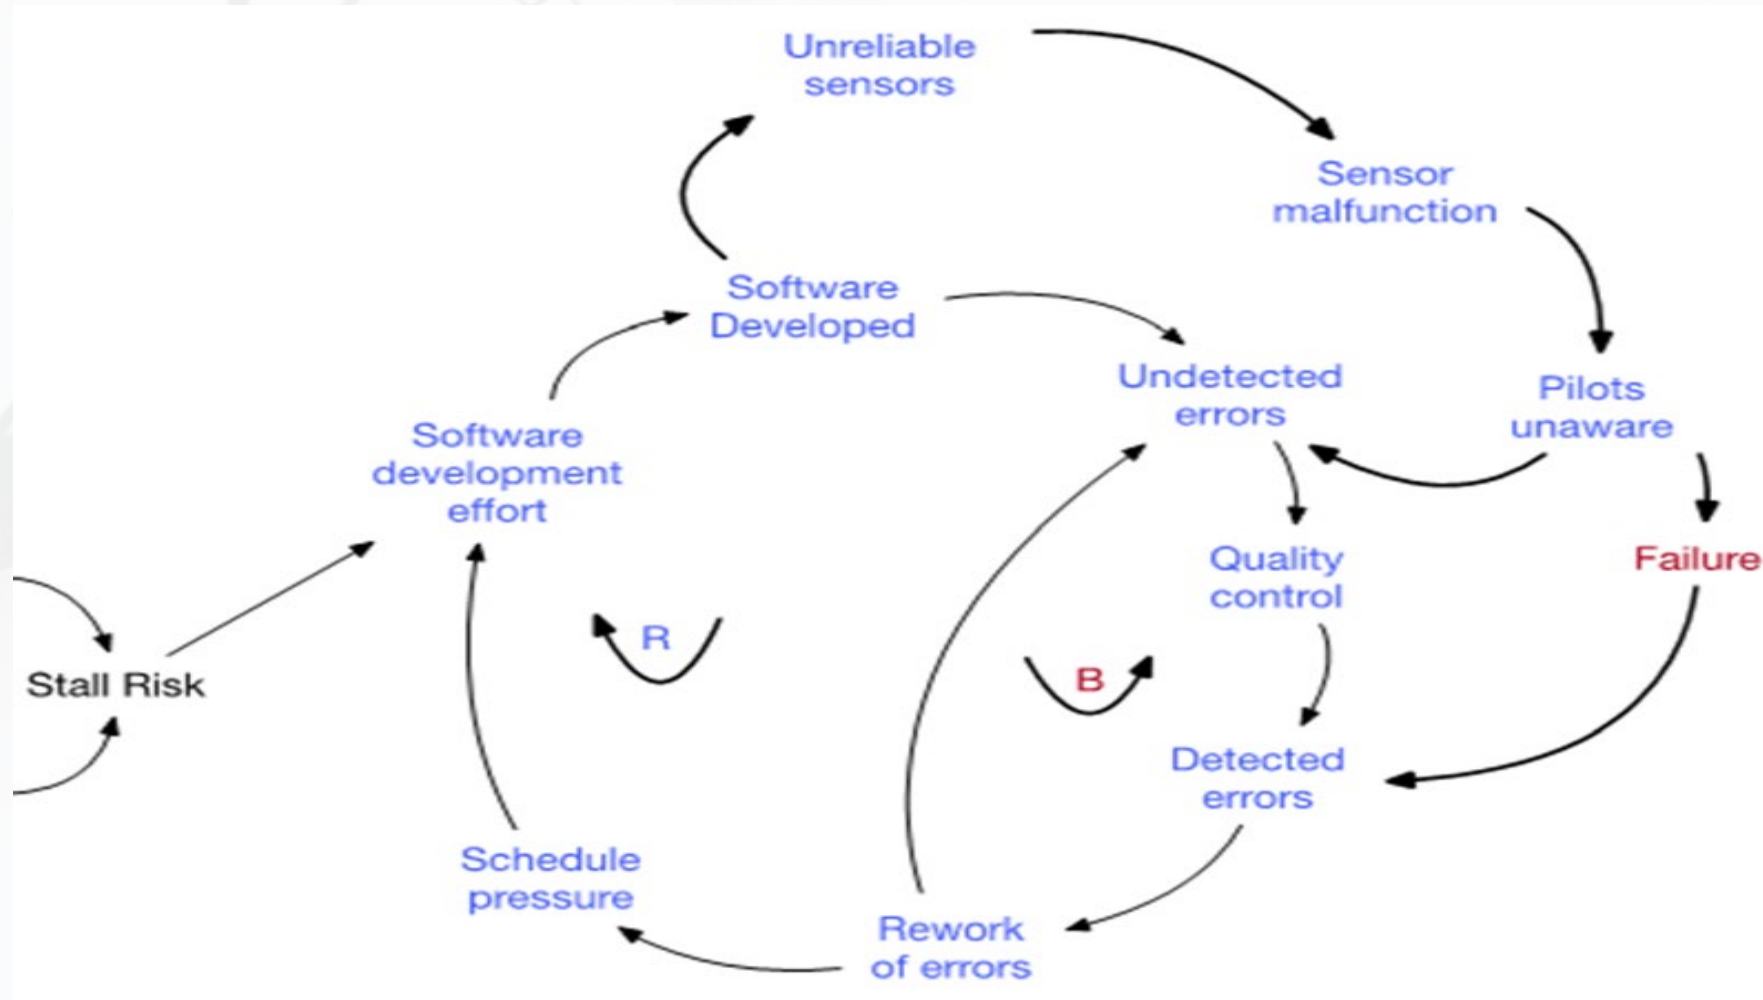 Unreliable
sensors
Sensor
malfunction
Software
Developed
Undetected
errors
Pilots
unaware
Software
development
effort
Quality
control
Failure
R
B
Stall Risk
Detected
errors
Schedule
pressure
Rework
of errors